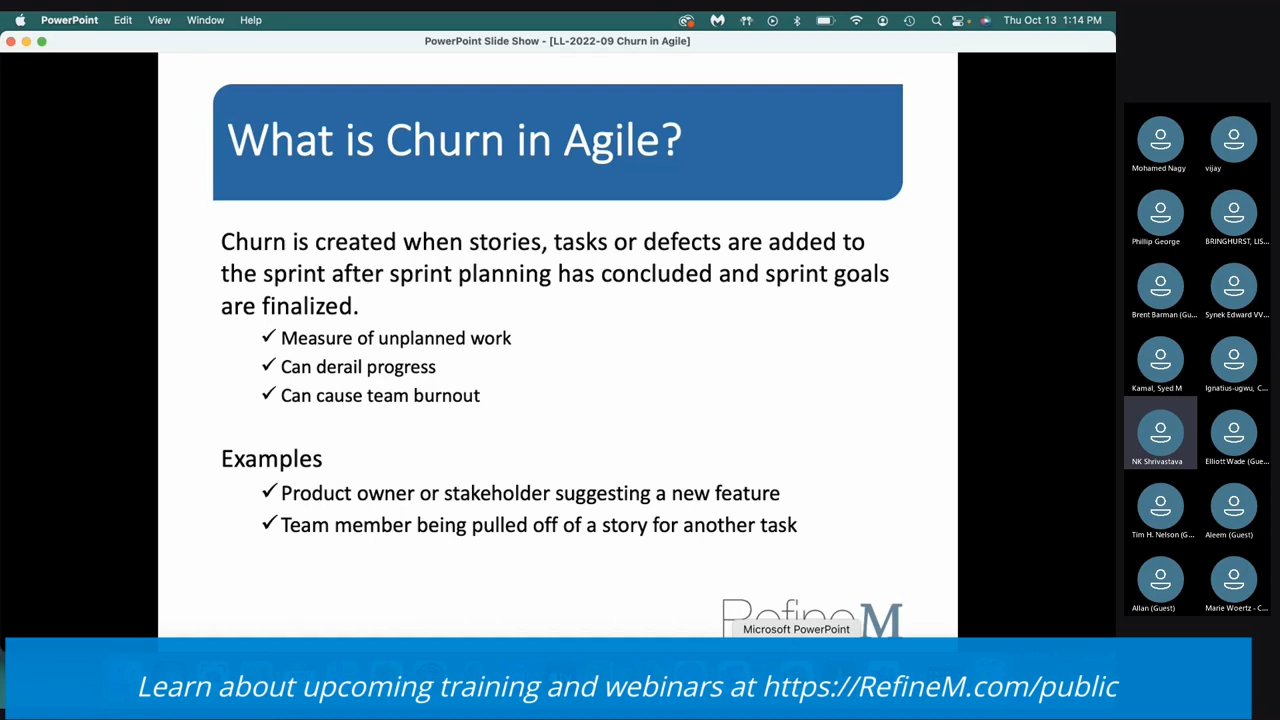 PowerPoint Edit View Window Help Thu Oct 13 1:14 PM
PowerPoint Slide Show - [LL-2022-09 Churn in Agile]
What is Churn in Agile?
Churn is created when stories, tasks or defects are added to
the sprint after sprint planning has concluded and sprint goals
are finalized.
✓ Measure of unplanned work
✓ Can derail progress
✓ Can cause team burnout
Examples
✓ Product owner or stakeholder suggesting a new feature
✓ Team member being pulled off of a story for another task
RefineM
Microsoft PowerPoint
Mohamed Nagy vijay
Phillip George BRINGHURST, LIS...
Brent Barman (Gu... Synek Edward VV...
Kamal, Syed M Ignatius-ugwu, C...
NK Shrivastava Elliott Wade (Gue...
Tim H. Nelson (G... Aleem (Guest)
Allan (Guest) Marie Woertz - C...
Learn about upcoming training and webinars at https://RefineM.com/public